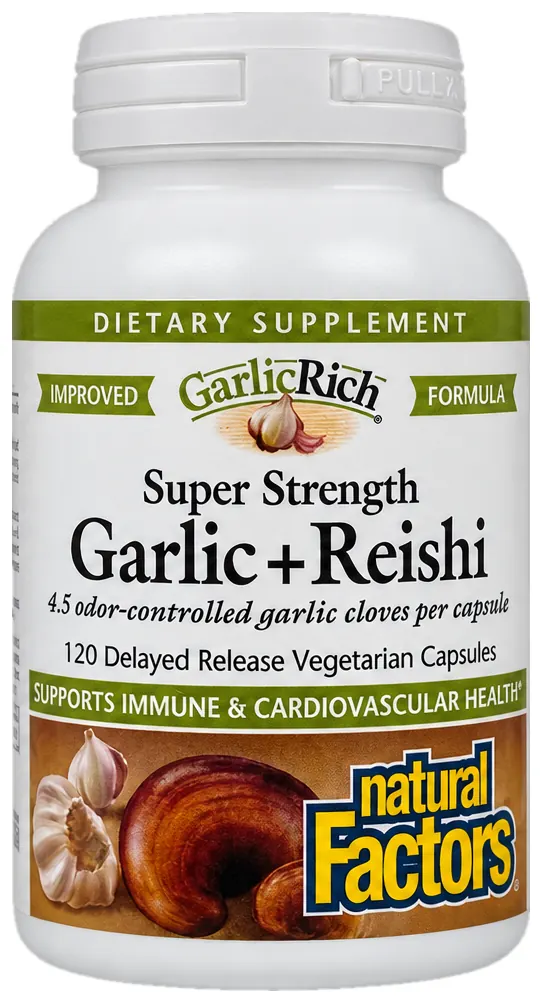 PULL
DIETARY SUPPLEMENT
IMPROVED
GarlicRich®
FORMULA
Super Strength
Garlic + Reishi
4.5 odor-controlled garlic cloves per capsule
120 Delayed Release Vegetarian Capsules
SUPPORTS IMMUNE & CARDIOVASCULAR HEALTH*
natural
Factors®